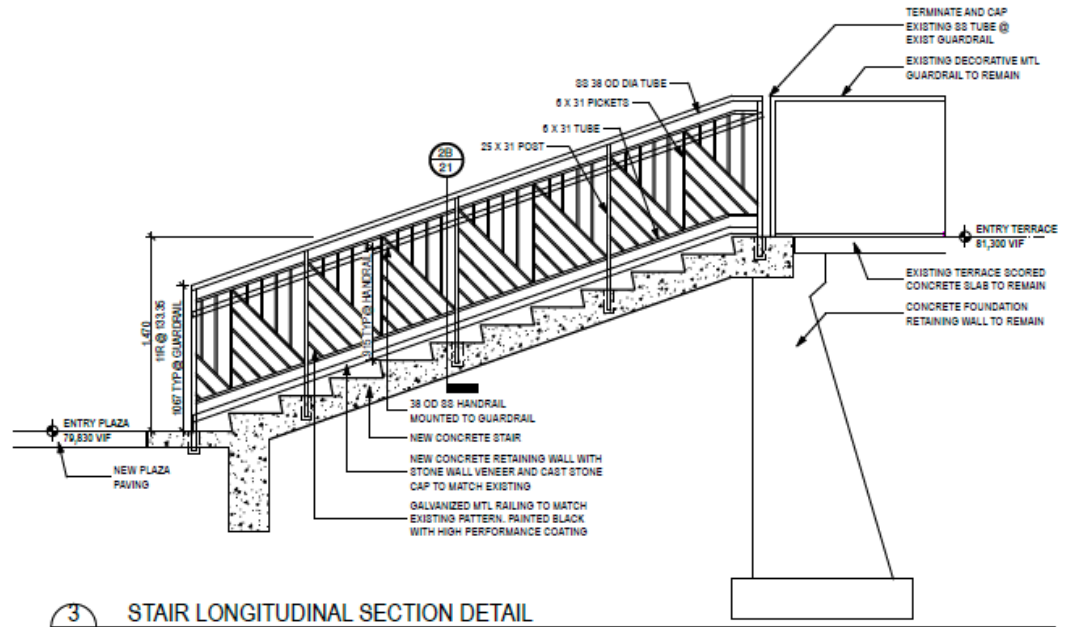 TERMINATE AND CAP
EXISTING SS TUBE @
EXIST GUARDRAIL
EXISTING DECORATIVE MTL
GUARDRAIL TO REMAIN
SS 38 OD DIA TUBE
6 X 31 PICKETS
6 X 31 TUBE
25 X 31 POST
2B
21
ENTRY TERRACE
81,300 VIF
EXISTING TERRACE SCORED
CONCRETE SLAB TO REMAIN
CONCRETE FOUNDATION
RETAINING WALL TO REMAIN
1.470
11R @ 133.35
1067 TYP @ GUARDRAIL
915 TYP @ HANDRAIL
ENTRY PLAZA
79,830 VIF
NEW PLAZA
PAVING
38 OD SS HANDRAIL
MOUNTED TO GUARDRAIL
NEW CONCRETE STAIR
NEW CONCRETE RETAINING WALL WITH
STONE WALL VENEER AND CAST STONE
CAP TO MATCH EXISTING
GALVANIZED MTL RAILING TO MATCH
EXISTING PATTERN. PAINTED BLACK
WITH HIGH PERFORMANCE COATING
3 STAIR LONGITUDINAL SECTION DETAIL